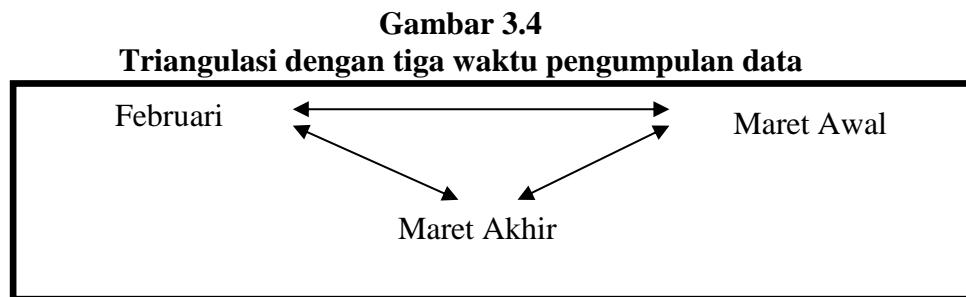 Gambar 3.4
Triangulasi dengan tiga waktu pengumpulan data
Februari
Maret Awal
Maret Akhir